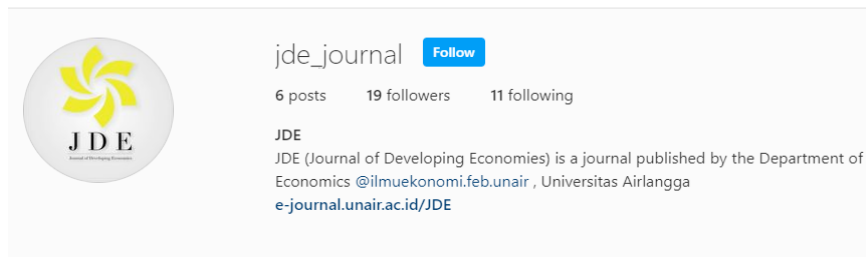 jde_journal Follow
6 posts 19 followers 11 following
JDE
JDE (Journal of Developing Economies) is a journal published by the Department of
Economics @ilmuekonomi.feb.unair , Universitas Airlangga
e-journal.unair.ac.id/JDE
JDE
Journal of Developing Economics